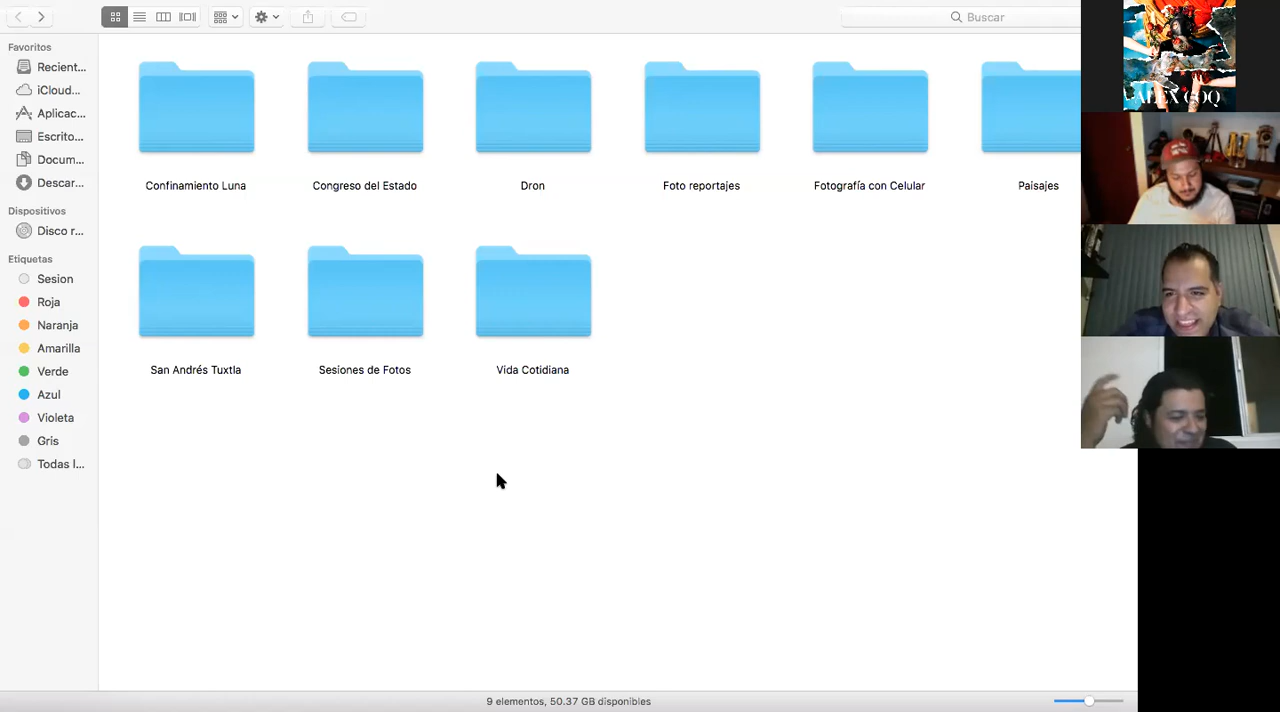 Buscar
ALEX COQ
Favoritos
Recient...
iCloud...
Aplicac...
Escrito...
Docum...
Descar...
Dispositivos
Disco r...
Etiquetas
Sesion
Roja
Naranja
Amarilla
Verde
Azul
Violeta
Gris
Todas l...
Confinamiento Luna
Congreso del Estado
Dron
Foto reportajes
Fotografía con Celular
Paisajes
San Andrés Tuxtla
Sesiones de Fotos
Vida Cotidiana
9 elementos, 50.37 GB disponibles